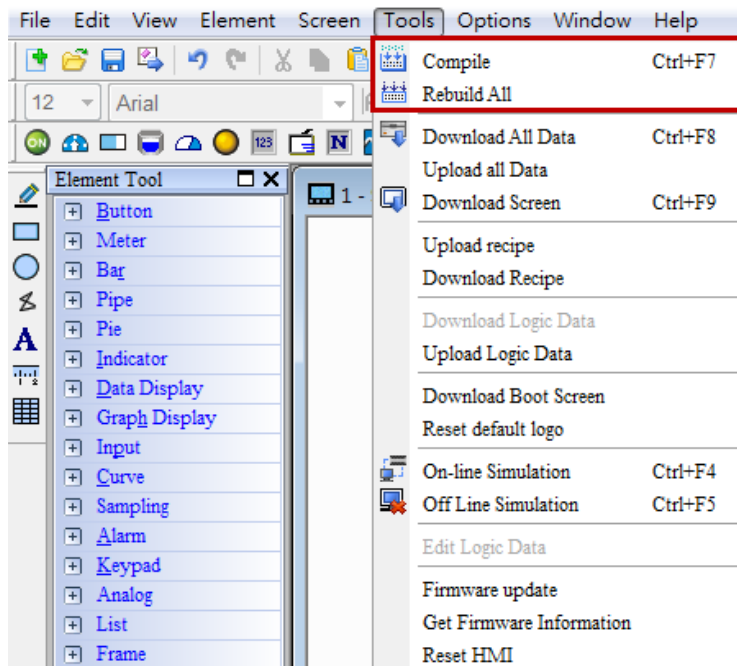 File Edit View Element Screen Tools Options Window Help
12 Arial
ON 123 N
Element Tool
1 -
Button
Meter
Bar
Pipe
Pie
Indicator
Data Display
Graph Display
Input
Curve
Sampling
Alarm
Keypad
Analog
List
Frame
A
Compile Ctrl+F7
Rebuild All
Download All Data Ctrl+F8
Upload all Data
Download Screen Ctrl+F9
Upload recipe
Download Recipe
Download Logic Data
Upload Logic Data
Download Boot Screen
Reset default logo
On-line Simulation Ctrl+F4
Off Line Simulation Ctrl+F5
Edit Logic Data
Firmware update
Get Firmware Information
Reset HMI